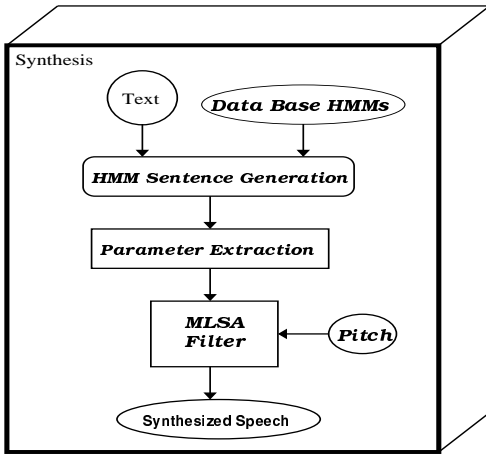 Synthesis
Text
Data Base HMMs
HMM Sentence Generation
Parameter Extraction
MLSA
Filter
Pitch
Synthesized Speech